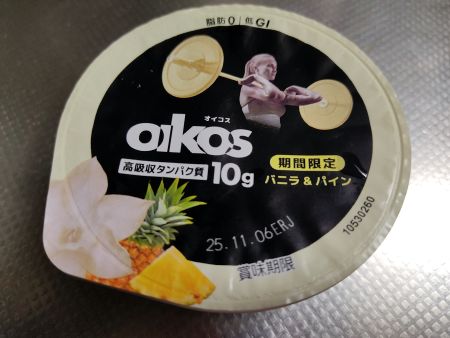 脂肪0 低GI
オイコス
oikos
高吸収タンパク質 10g
期間限定
バニラ&パイン
25.11.06ERJ
賞味期限
10530260